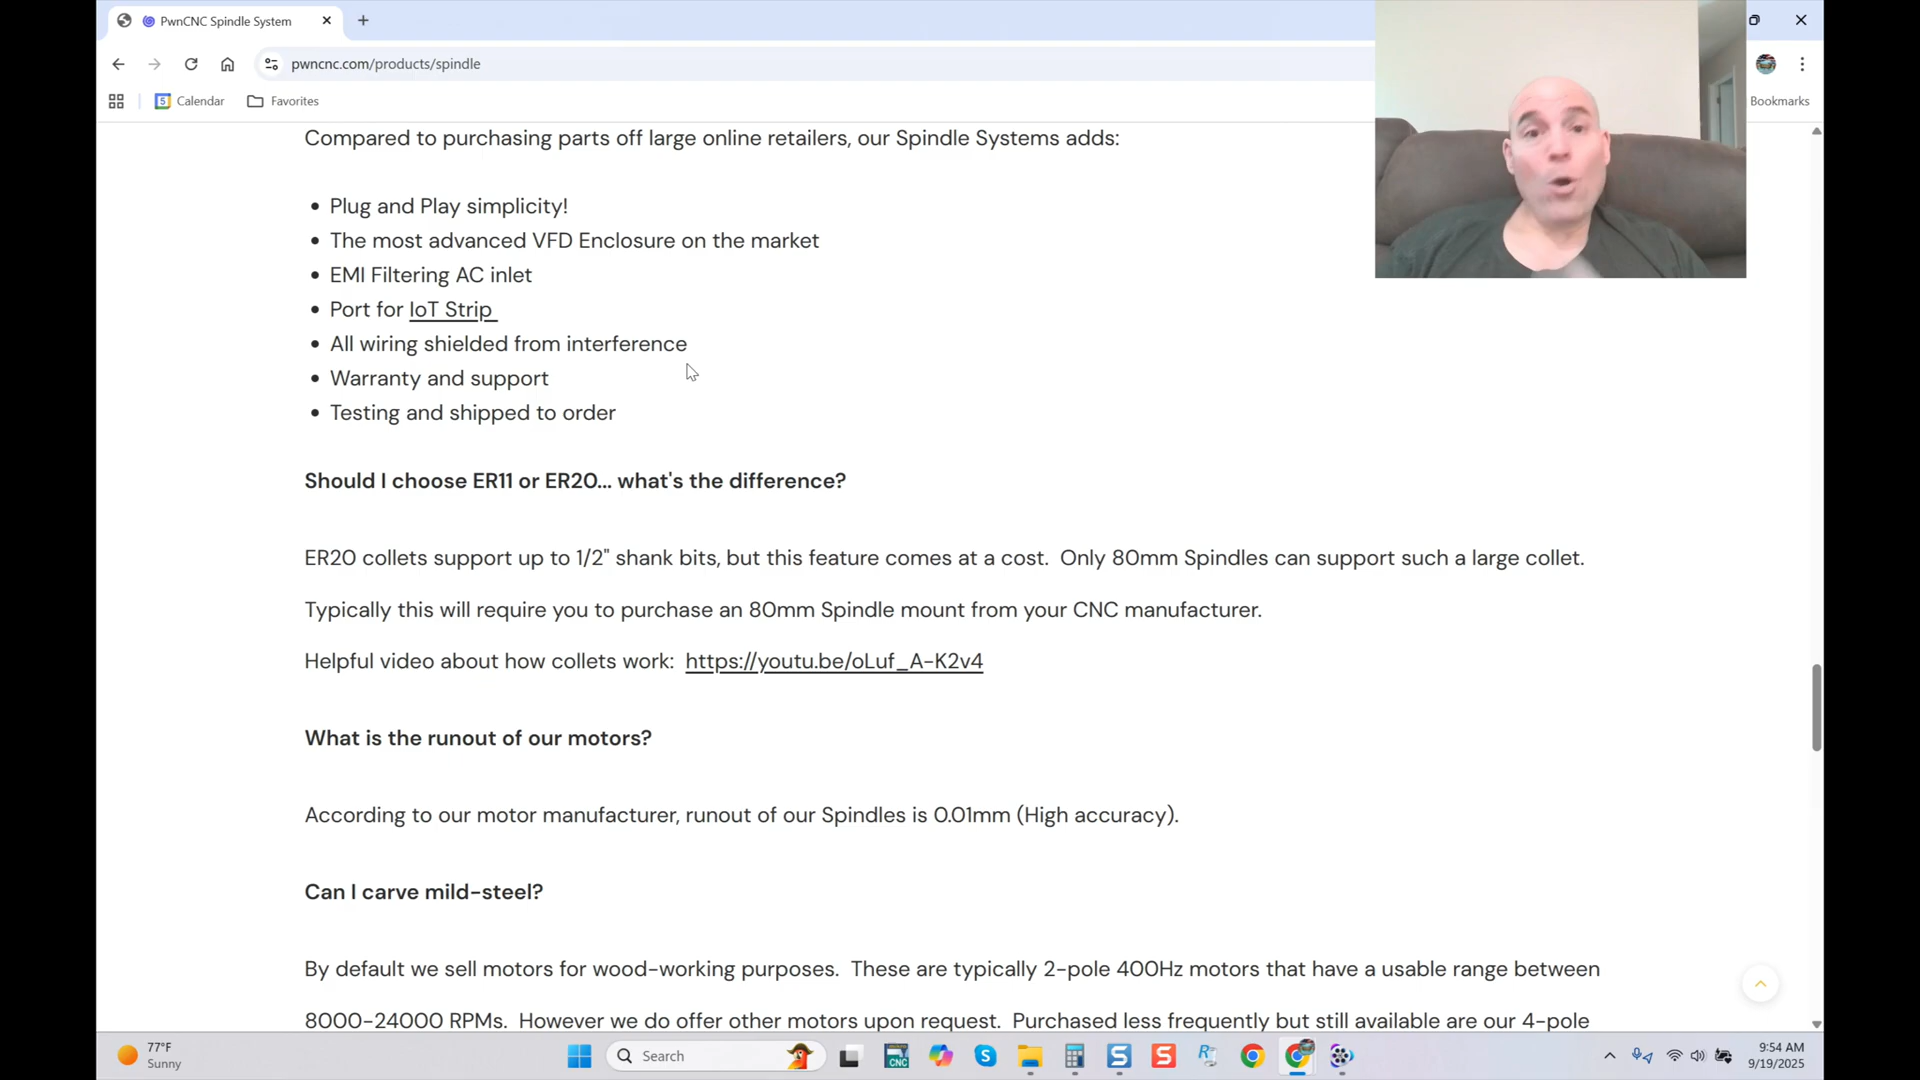 PwnCNC Spindle System
pwncnc.com/products/spindle
Calendar
Favorites
Bookmarks
Compared to purchasing parts off large online retailers, our Spindle Systems adds:
• Plug and Play simplicity!
• The most advanced VFD Enclosure on the market
• EMI Filtering AC inlet
• Port for IoT Strip
• All wiring shielded from interference
• Warranty and support
• Testing and shipped to order
Should I choose ER11 or ER20... what's the difference?
ER20 collets support up to 1/2" shank bits, but this feature comes at a cost. Only 80mm Spindles can support such a large collet.
Typically this will require you to purchase an 80mm Spindle mount from your CNC manufacturer.
Helpful video about how collets work: https://youtu.be/oLuf_A-K2v4
What is the runout of our motors?
According to our motor manufacturer, runout of our Spindles is 0.01mm (High accuracy).
Can I carve mild-steel?
By default we sell motors for wood-working purposes. These are typically 2-pole 400Hz motors that have a usable range between
8000-24000 RPMs. However we do offer other motors upon request. Purchased less frequently but still available are our 4-pole
77°F
Sunny
Search
CNC
9:54 AM
9/19/2025